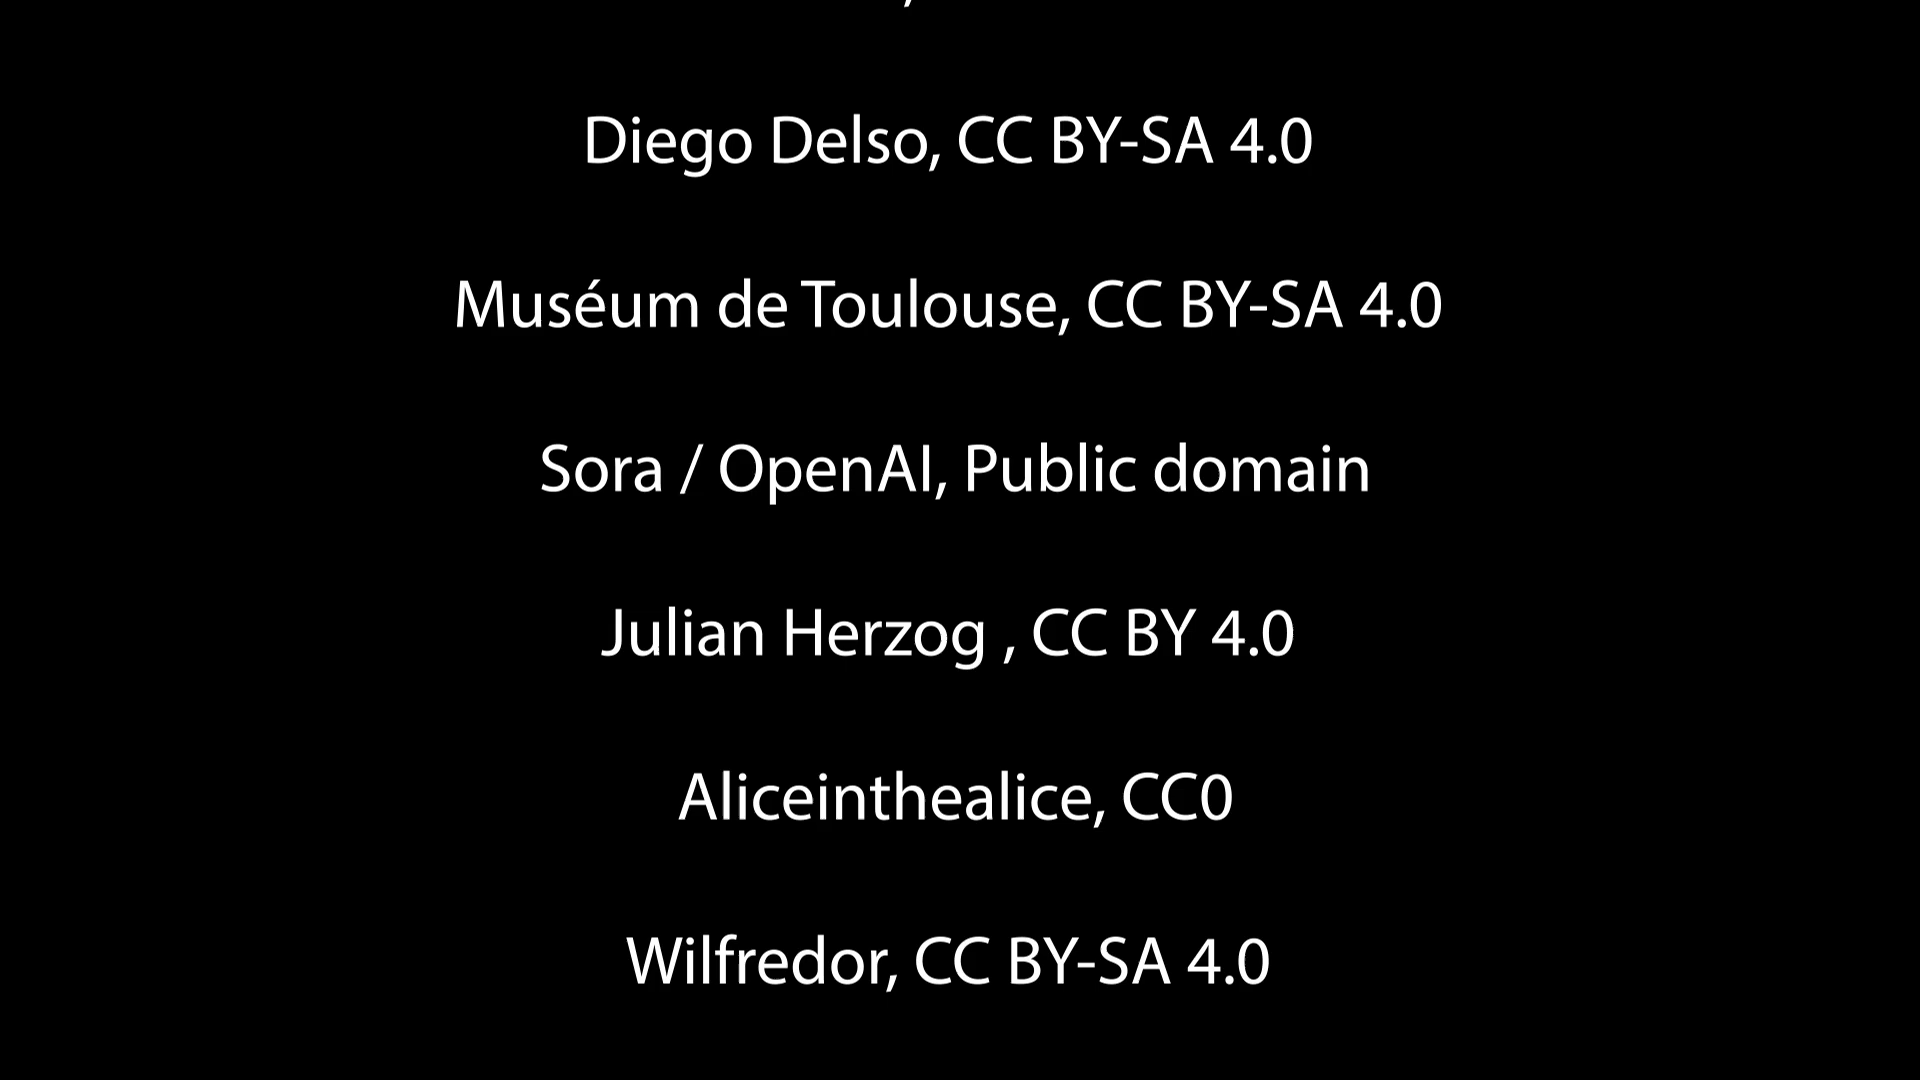 Diego Delso, CC BY-SA 4.0
Muséum de Toulouse, CC BY-SA 4.0
Sora / OpenAI, Public domain
Julian Herzog , CC BY 4.0
Aliceinthealice, CC0
Wilfredor, CC BY-SA 4.0